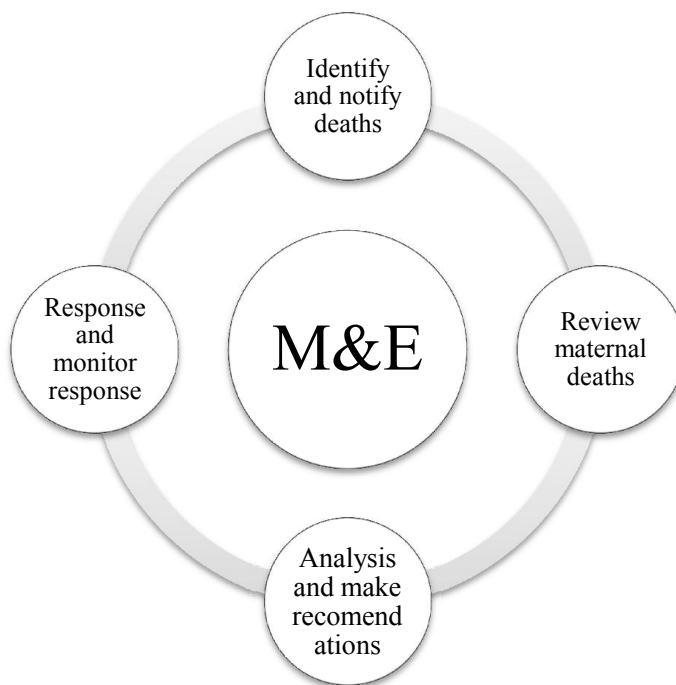 Identify
and notify
deaths
Response
and
monitor
response
M&E
Review
maternal
deaths
Analysis
and make
recomend
ations